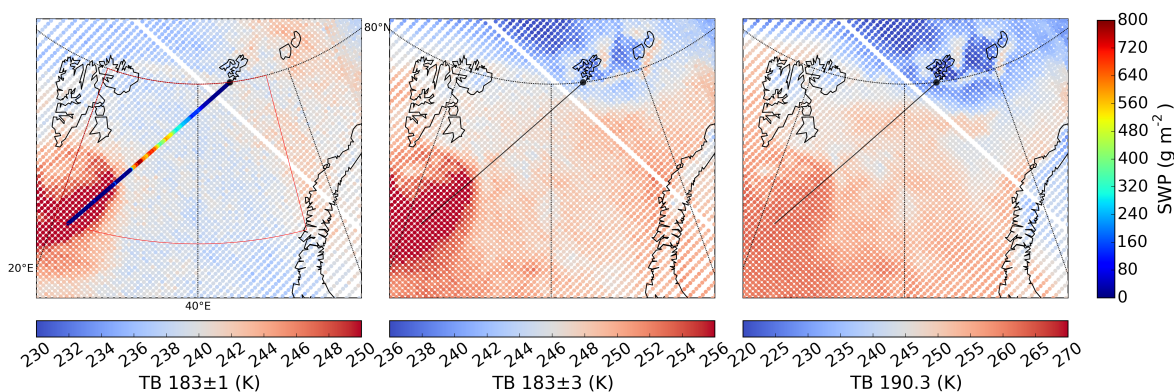 80°N
20°E
40°E
230 232 234 236 238 240 242 244 246 248 250
TB 183±1 (K)
236 238 240 242 244 246 248 250 252 254 256
TB 183±3 (K)
220 225 230 235 240 245 250 255 260 265 270
TB 190.3 (K)
800
720
640
560
480
400
320
240
160
80
0
SWP (g m⁻²)